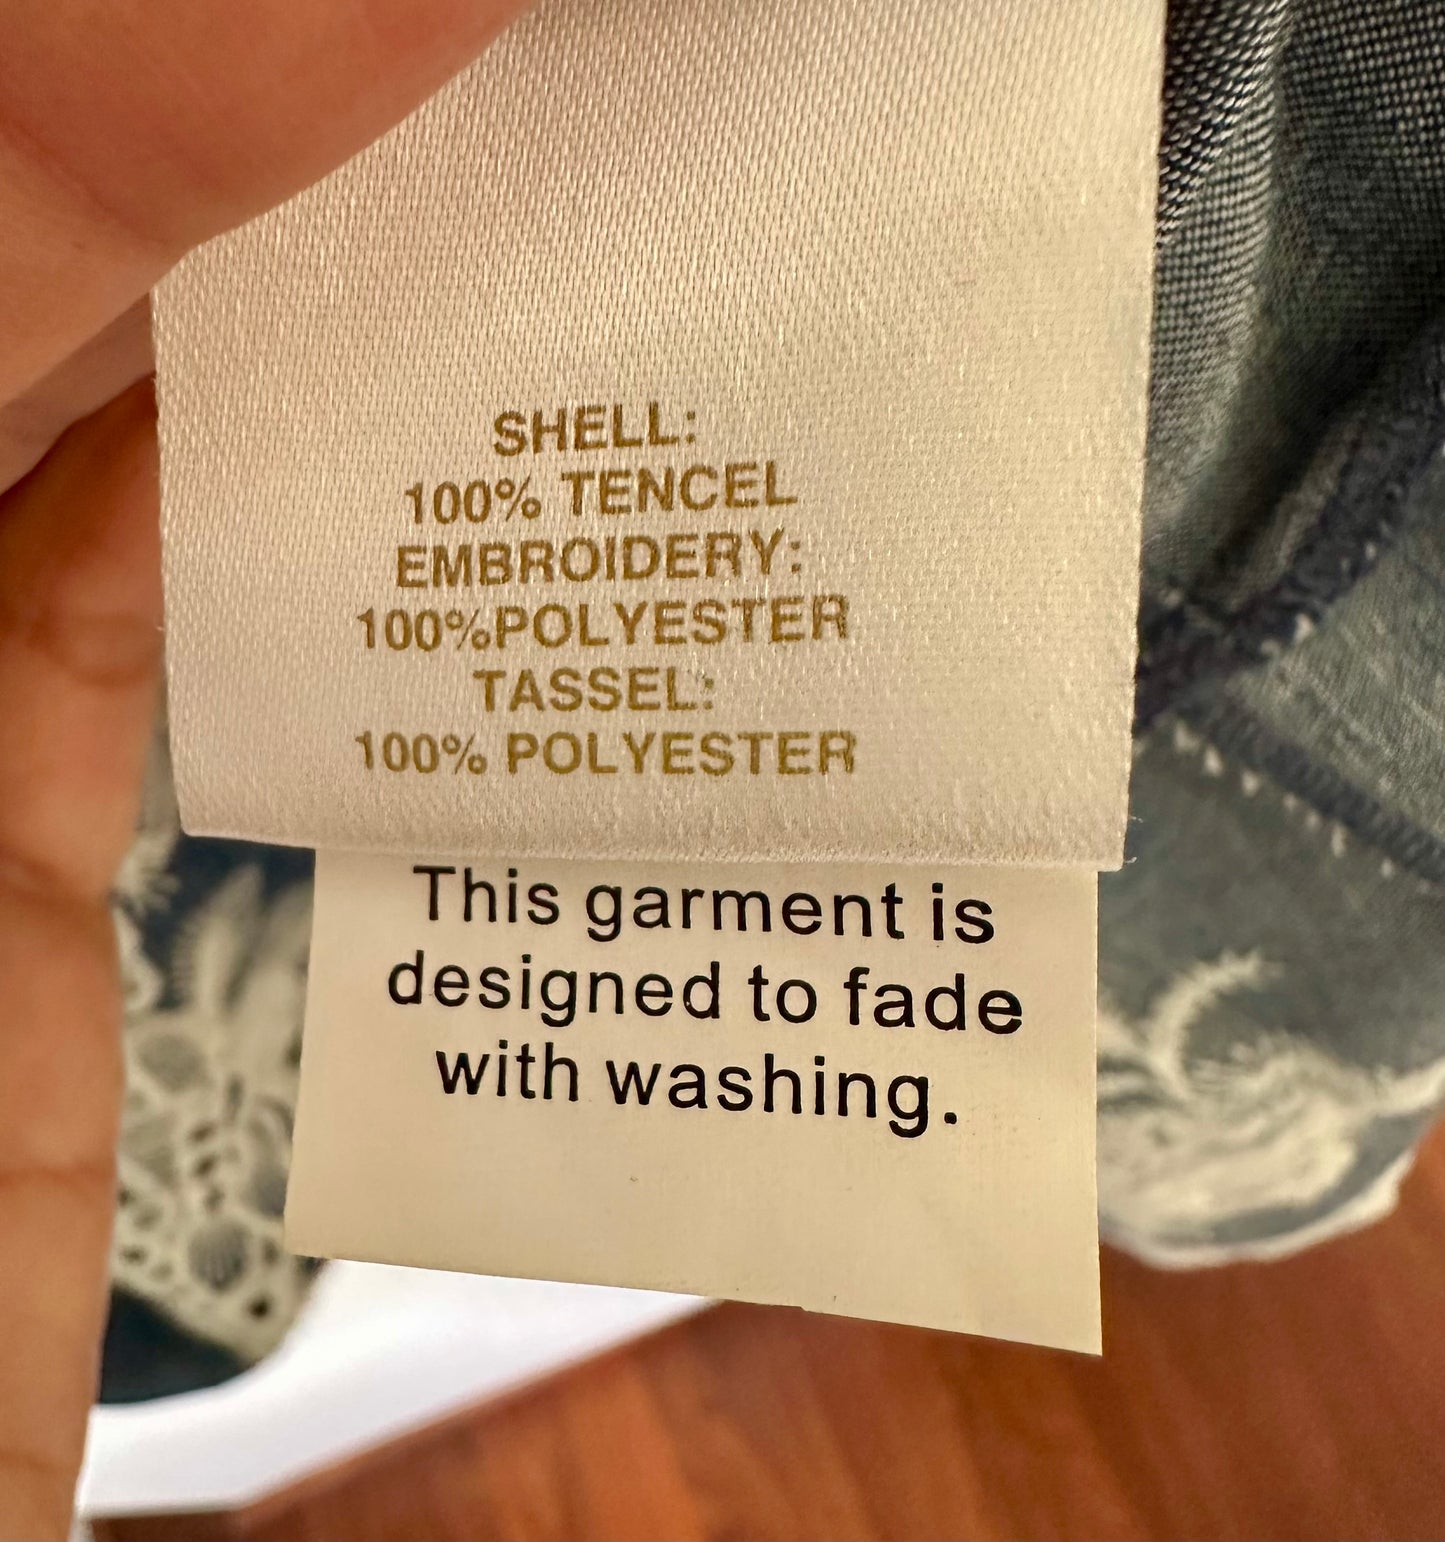 SHELL:
100% TENCEL
EMBROIDERY:
100%POLYESTER
TASSEL:
100% POLYESTER
This garment is
designed to fade
with washing.